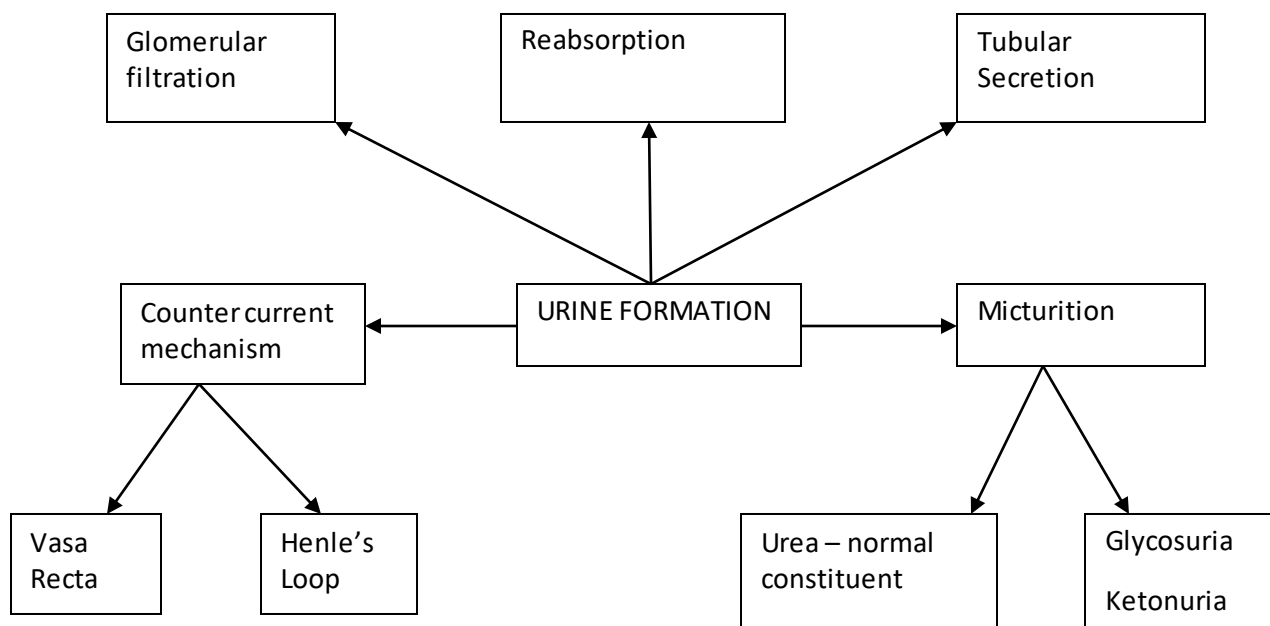 Glomerular
filtration
Reabsorption
Tubular
Secretion
Counter current
mechanism
URINE FORMATION
Micturition
Vasa
Recta
Henle’s
Loop
Urea – normal
constituent
Glycosuria
Ketonuria